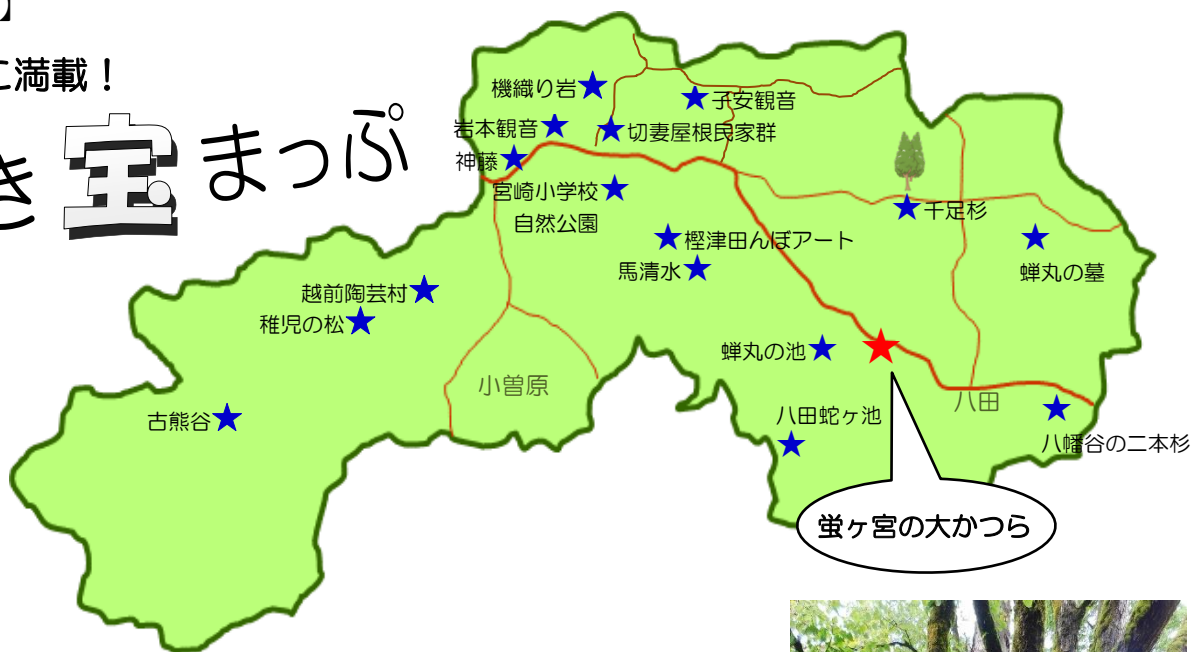 】
に満載！
き宝まっぷ
機織り岩
子安観音
岩本観音
切妻屋根民家群
神藤
宮崎小学校
自然公園
千足杉
樫津田んぼアート
馬清水
蝉丸の墓
越前陶芸村
稚児の松
蝉丸の池
小曽原
八田
古熊谷
八田蛇ヶ池
八幡谷の二本杉
蛍ヶ宮の大かつら